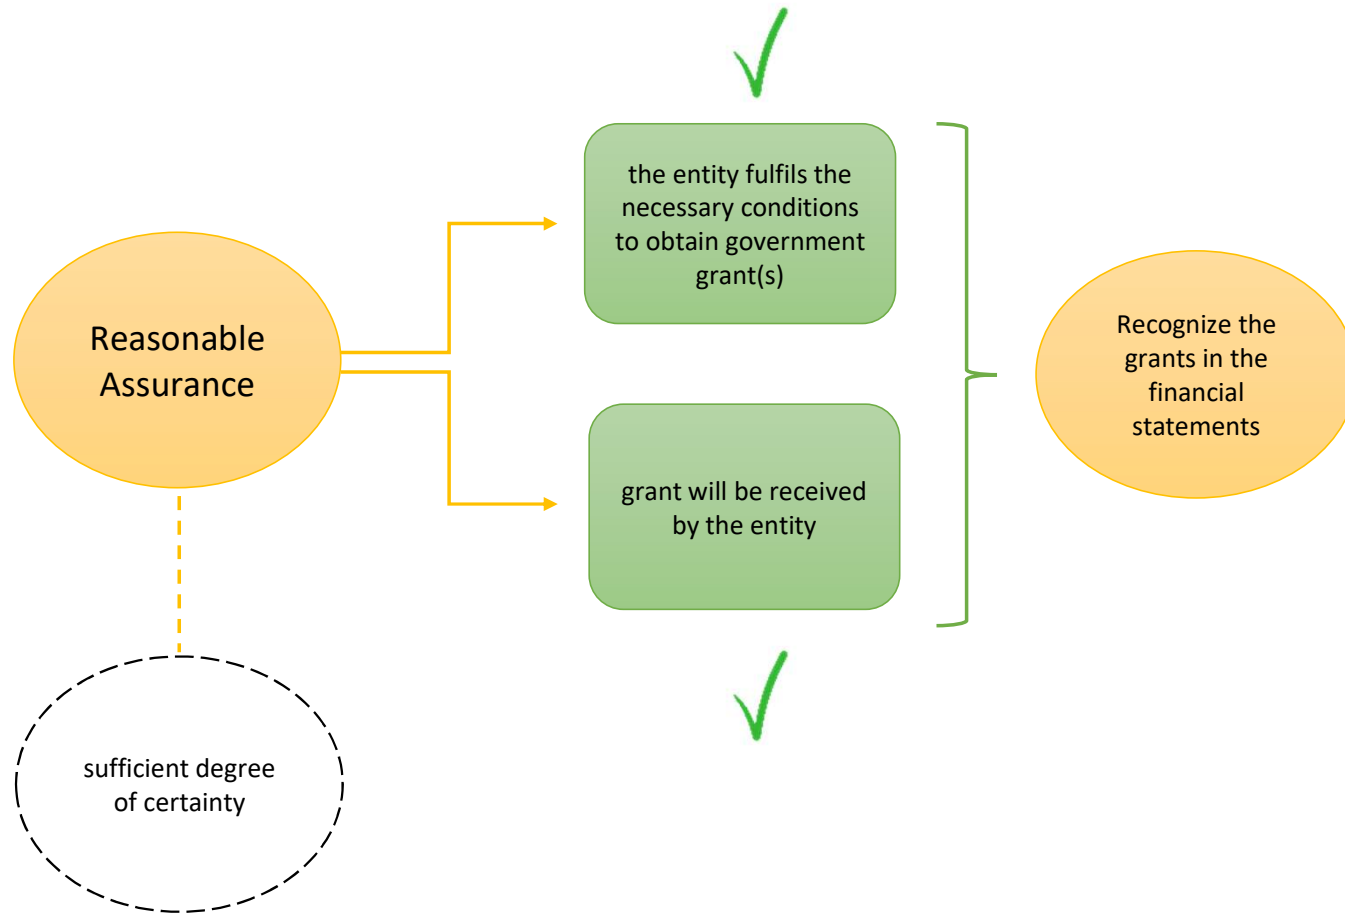 the entity fulfils the
necessary conditions
to obtain government
grant(s)
Reasonable
Assurance
Recognize the
grants in the
financial
statements
grant will be received
by the entity
sufficient degree
of certainty